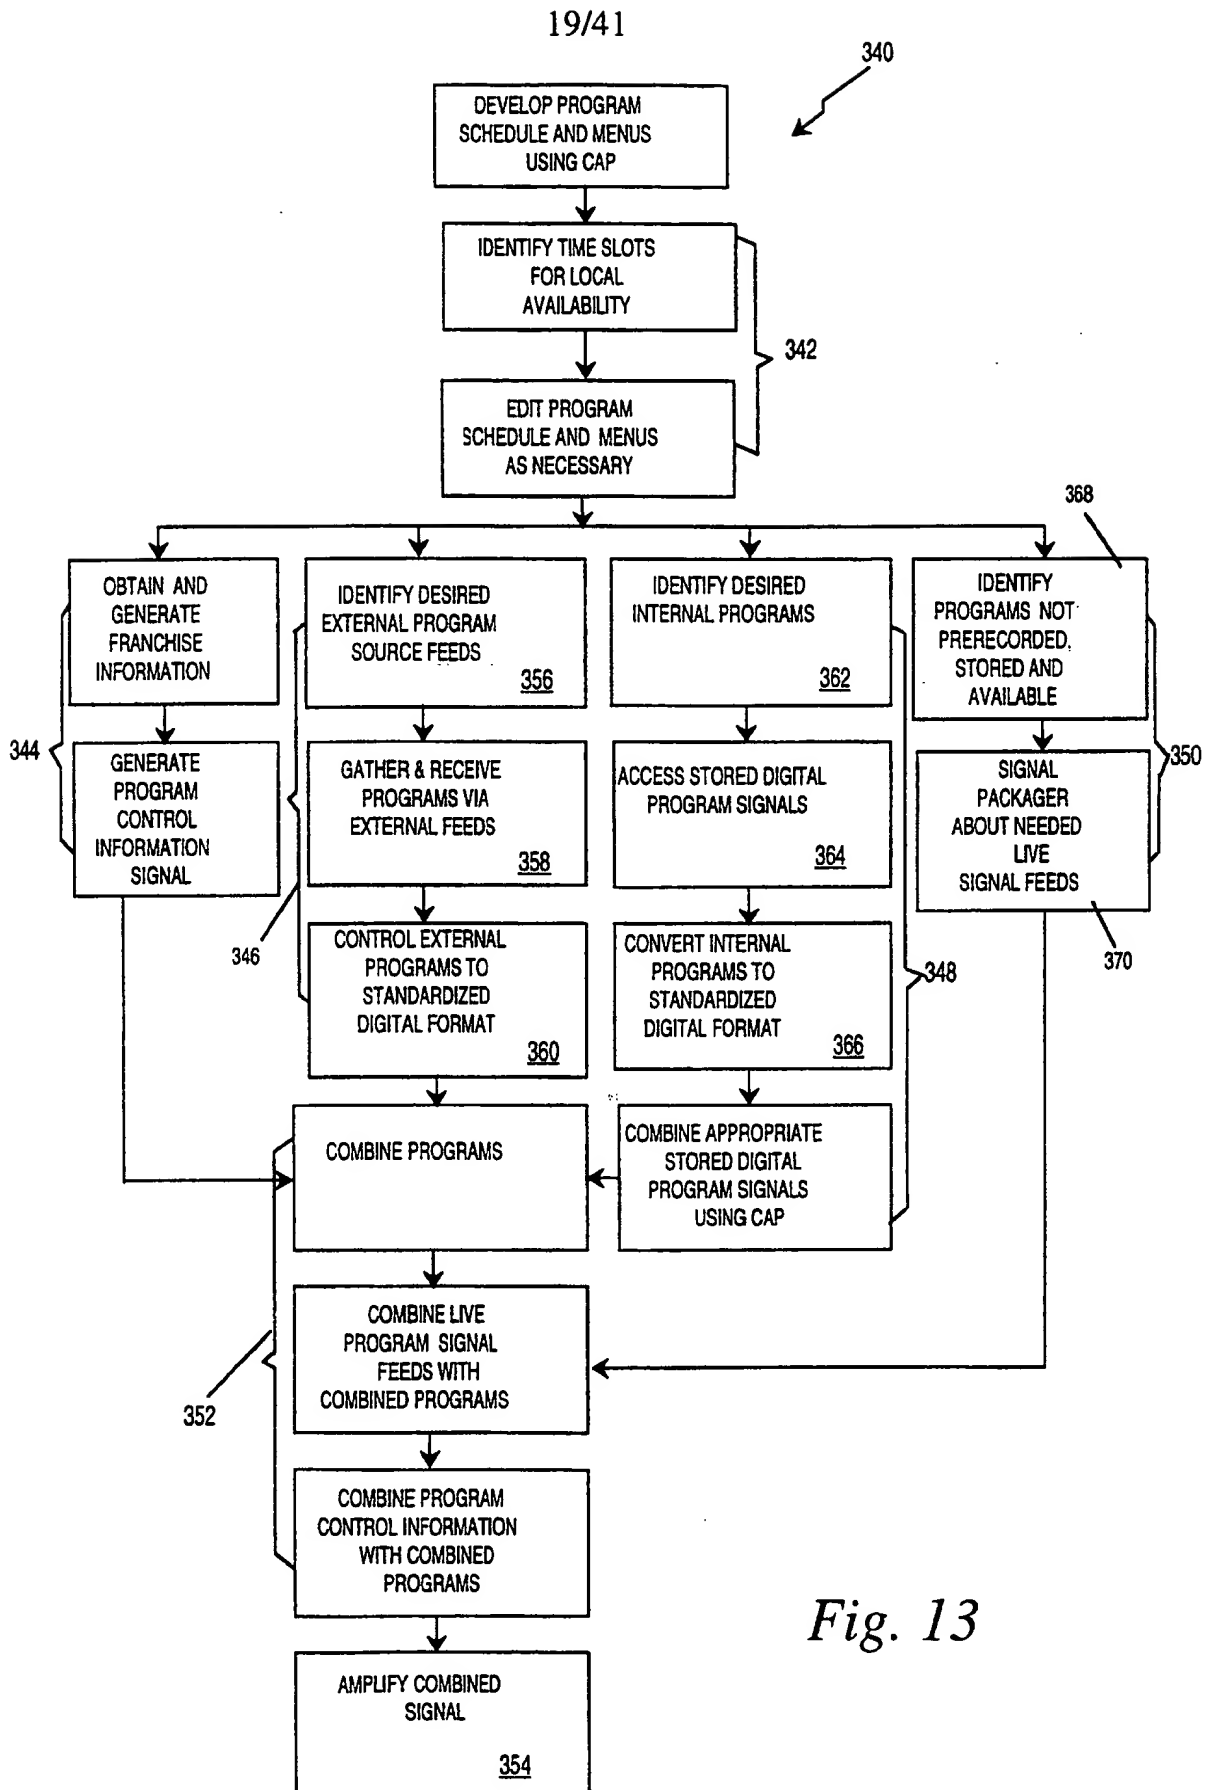 19/41
340
DEVELOP PROGRAM
SCHEDULE AND MENUS
USING CAP
IDENTIFY TIME SLOTS
FOR LOCAL
AVAILABILITY
342
EDIT PROGRAM
SCHEDULE AND MENUS
AS NECESSARY
368
OBTAIN AND
GENERATE
FRANCHISE
INFORMATION
IDENTIFY DESIRED
EXTERNAL PROGRAM
SOURCE FEEDS
356
IDENTIFY DESIRED
INTERNAL PROGRAMS
362
IDENTIFY
PROGRAMS NOT
PRERECORDED,
STORED AND
AVAILABLE
344
350
GENERATE
PROGRAM
CONTROL
INFORMATION
SIGNAL
GATHER & RECEIVE
PROGRAMS VIA
EXTERNAL FEEDS
358
ACCESS STORED DIGITAL
PROGRAM SIGNALS
364
SIGNAL
PACKAGER
ABOUT NEEDED
LIVE
SIGNAL FEEDS
346
370
CONTROL EXTERNAL
PROGRAMS TO
STANDARDIZED
DIGITAL FORMAT
360
CONVERT INTERNAL
PROGRAMS TO
STANDARDIZED
DIGITAL FORMAT
366
348
COMBINE PROGRAMS
COMBINE APPROPRIATE
STORED DIGITAL
PROGRAM SIGNALS
USING CAP
COMBINE LIVE
PROGRAM SIGNAL
FEEDS WITH
COMBINED PROGRAMS
352
COMBINE PROGRAM
CONTROL INFORMATION
WITH COMBINED
PROGRAMS
Fig. 13
AMPLIFY COMBINED
SIGNAL
354